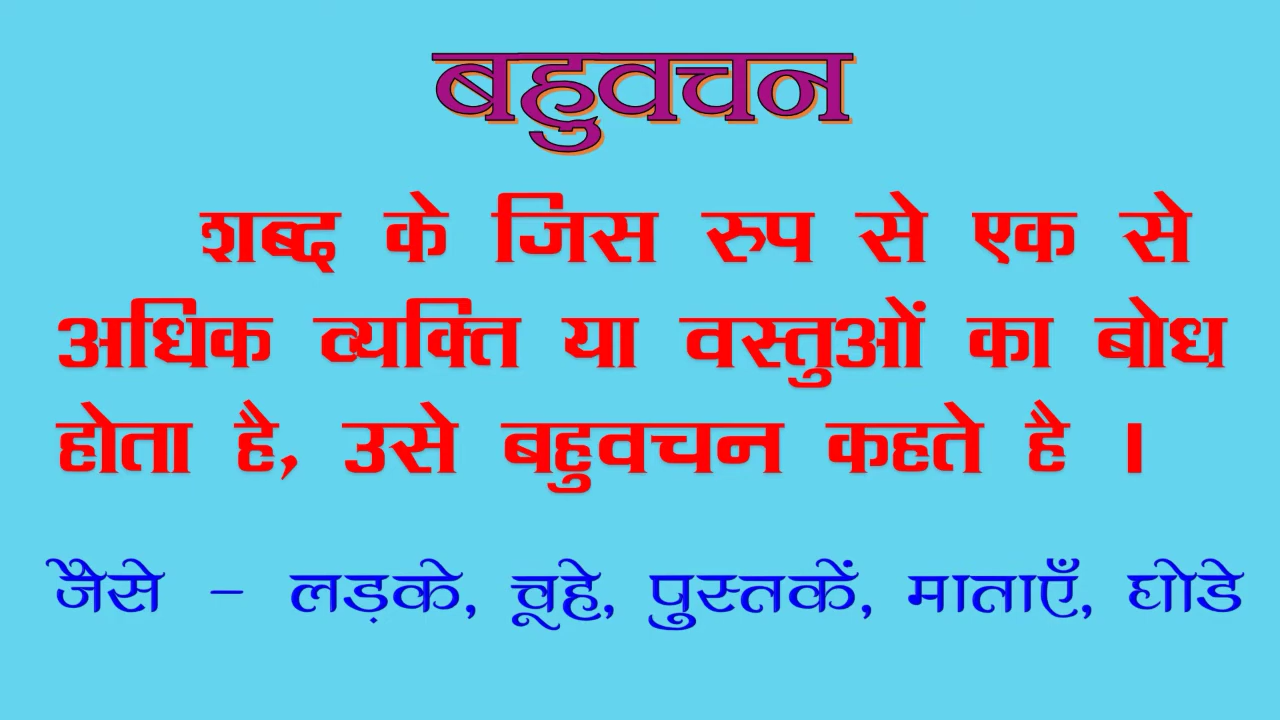 बहुवचन
शब्द के जिस रुप से एक से
अधिक व्यक्ति या वस्तुओं का बोध
होता है, उसे बहुवचन कहते है ।
जैसे - लड़के, चूहे, पुस्तकें, माताएँ, घोडे